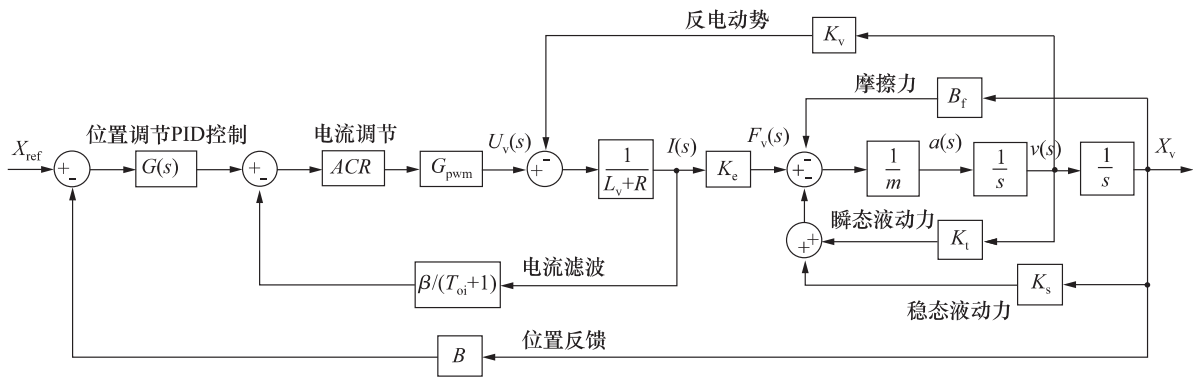 反电动势
K_v
摩擦力
B_f
X_ref
位置调节PID控制
G(s)
电流调节
ACR
G_pwm
U_v(s)
1
L_v+R
I(s)
K_e
F_v(s)
1
m
a(s)
1
s
v(s)
1
s
X_v
+
-
+
-
+
-
+
-
-
瞬态液动力
K_t
+
+
K_s
稳态液动力
电流滤波
β/(T_oi+1)
位置反馈
B